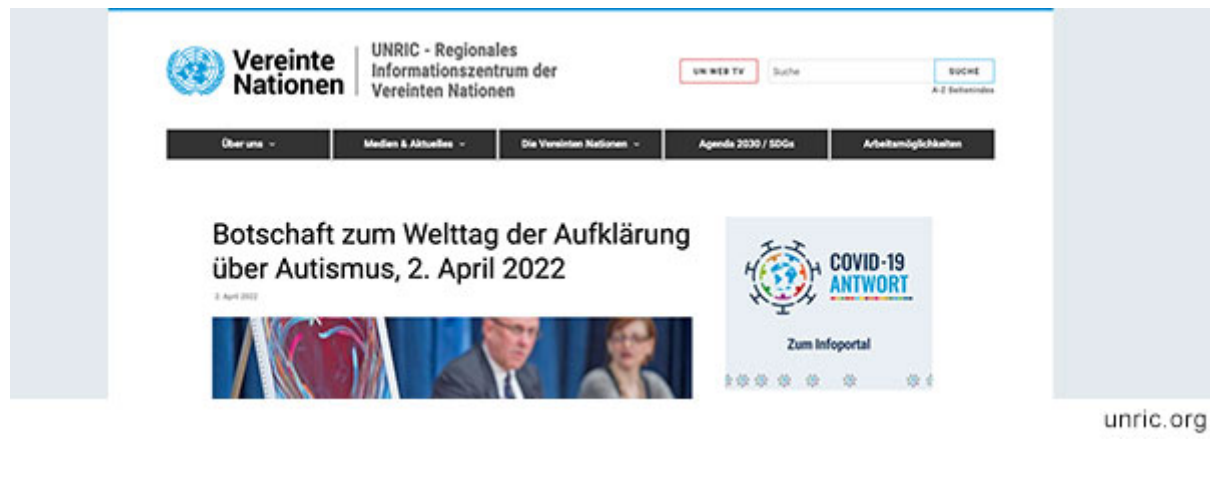 Vereinte
Nationen
UNRIC - Regionales
Informationszentrum der
Vereinten Nationen
UN WEB TV
Suche
SUCHE
A-Z Seitenindex
Über uns
Medien & Aktuelles
Die Vereinten Nationen
Agenda 2030 / SDGs
Arbeitsmöglichkeiten
Botschaft zum Welttag der Aufklärung
über Autismus, 2. April 2022
2. April 2022
COVID-19
ANTWORT
Zum Infoportal
unric.org